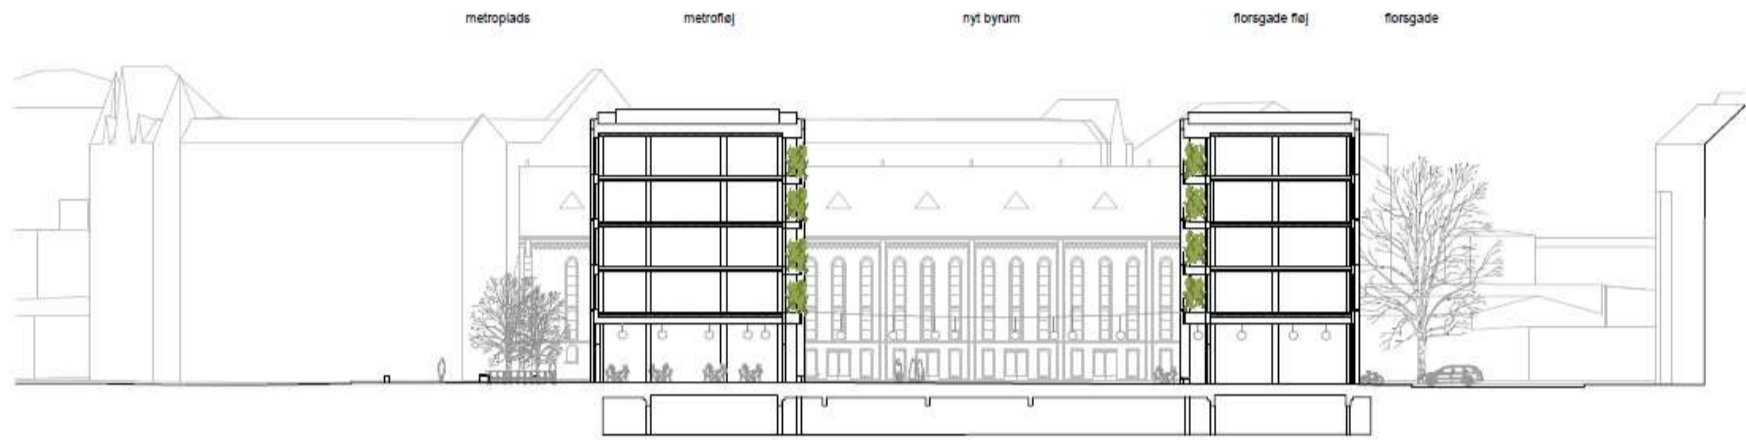 metroplads
metrofløj
nyt byrum
florsgade fløj
florsgade